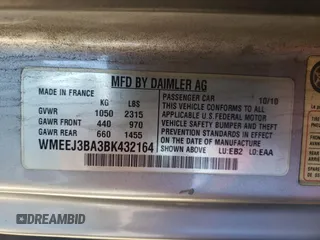 MFD BY DAIMLER AG
MADE IN FRANCE
KG LBS
GVWR 1050 2315
GAWR FRONT 440 970
GAWR REAR 660 1455
PASSENGER CAR 10/10
THIS VEHICLE CONFORMS TO ALL
APPLICABLE U.S FEDERAL MOTOR
VEHICLE SAFETY BUMPER AND THEFT
PREVENTION STANDARDS IN EFFECT
ON THE DATE OF MANUFACTURE
SHOWN ABOVE LU:EB2 LO:EAA
WMEEJ3BA3BK432164
DREAMBID